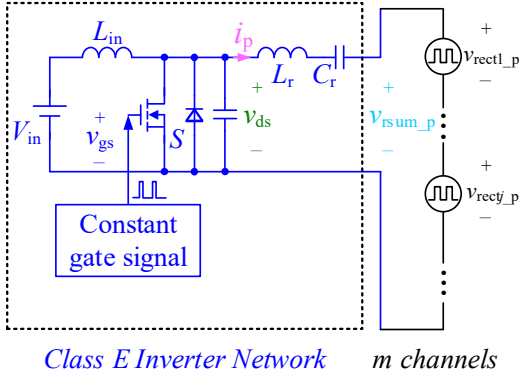 L_in
i_p
L_r
C_r
V_in
v_gs
S
v_ds
v_rsum_p
v_rect1_p
v_rectj_p
+
−
+
−
+
−
+
−
+
−
Constant
gate signal
Class E Inverter Network
m channels